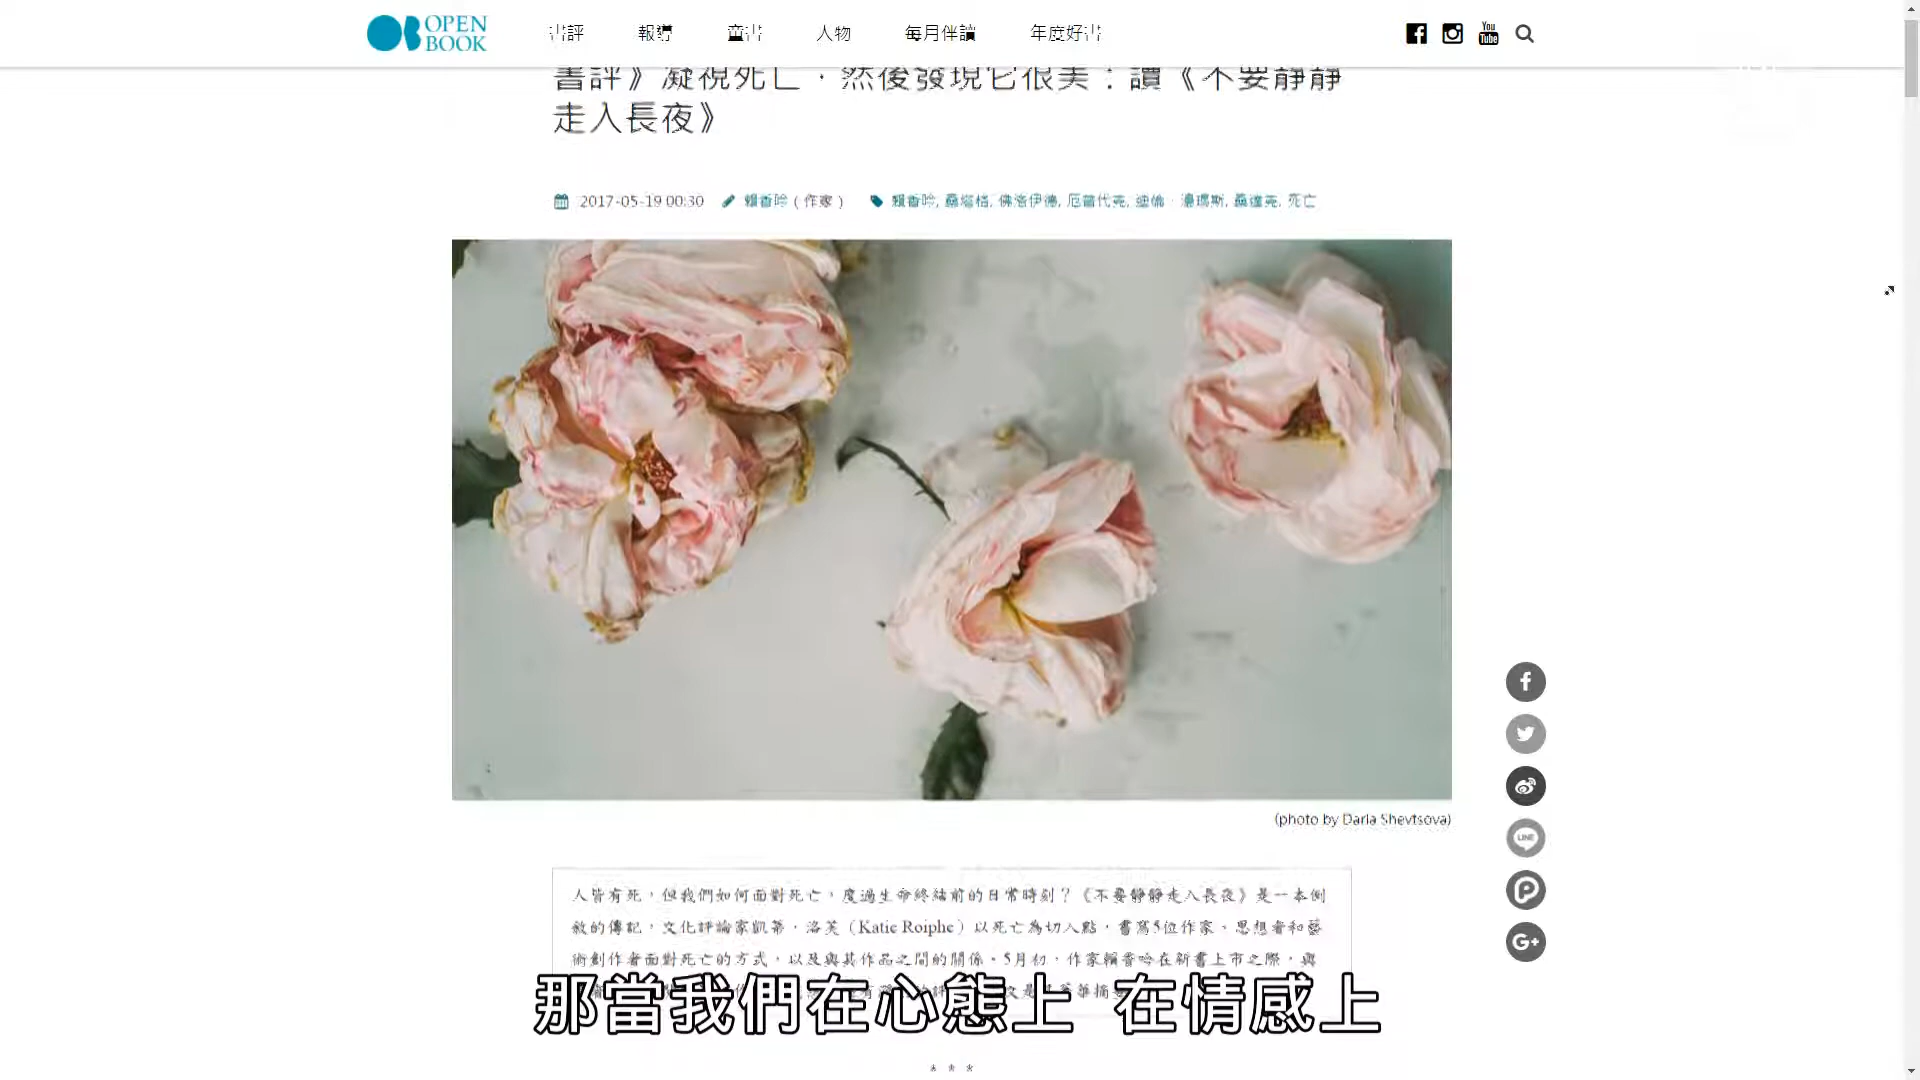 OPEN BOOK
書評 報導 童書 人物 每月伴讀 年度好書
書評》凝視死亡，然後發現它很美：讀《不要靜靜
走入長夜》
2017-05-19 00:30 賴香吟 ( 作家 ) 賴香吟, 桑塔格, 佛洛伊德, 厄普代克, 迪倫．湯瑪斯, 桑達克, 死亡
(photo by Daria Shevtsova)
人皆有死，但我們如何面對死亡，度過生命終結前的日常時刻？《不要靜靜走入長夜》是一本倒
敘的傳記，文化評論家凱蒂．洛芙（Katie Roiphe）以死亡為切入點，書寫5位作家、思想者和藝
術創作者面對死亡的方式，以及與其作品之間的關係。5月初，作家賴香吟在新書上市之際，與
那當我們在心態上 在情感上
* * *